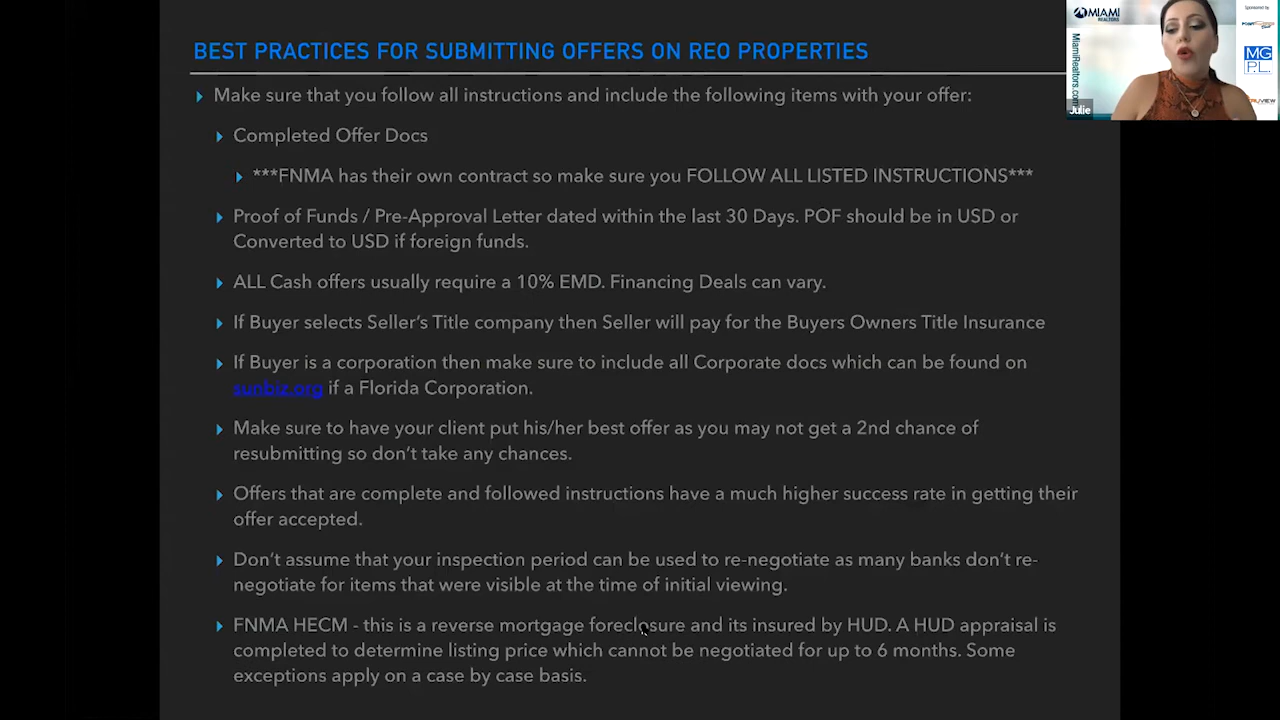 BEST PRACTICES FOR SUBMITTING OFFERS ON REO PROPERTIES
Make sure that you follow all instructions and include the following items with your offer:
Completed Offer Docs
***FNMA has their own contract so make sure you FOLLOW ALL LISTED INSTRUCTIONS***
Proof of Funds / Pre-Approval Letter dated within the last 30 Days. POF should be in USD or
Converted to USD if foreign funds.
ALL Cash offers usually require a 10% EMD. Financing Deals can vary.
If Buyer selects Seller's Title company then Seller will pay for the Buyers Owners Title Insurance
If Buyer is a corporation then make sure to include all Corporate docs which can be found on
sunbiz.org if a Florida Corporation.
Make sure to have your client put his/her best offer as you may not get a 2nd chance of
resubmitting so don't take any chances.
Offers that are complete and followed instructions have a much higher success rate in getting their
offer accepted.
Don't assume that your inspection period can be used to re-negotiate as many banks don't re-
negotiate for items that were visible at the time of initial viewing.
FNMA HECM - this is a reverse mortgage foreclosure and its insured by HUD. A HUD appraisal is
completed to determine listing price which cannot be negotiated for up to 6 months. Some
exceptions apply on a case by case basis.
MIAMI
REALTORS
MiamiRealtors.com
Julie
Sponsored by
MG
P.L.